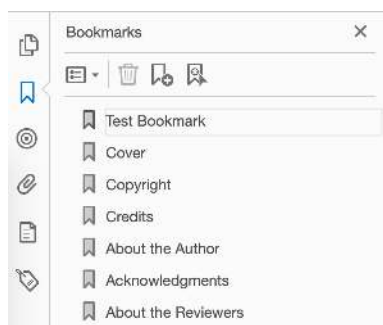 Bookmarks
Test Bookmark
Cover
Copyright
Credits
About the Author
Acknowledgments
About the Reviewers